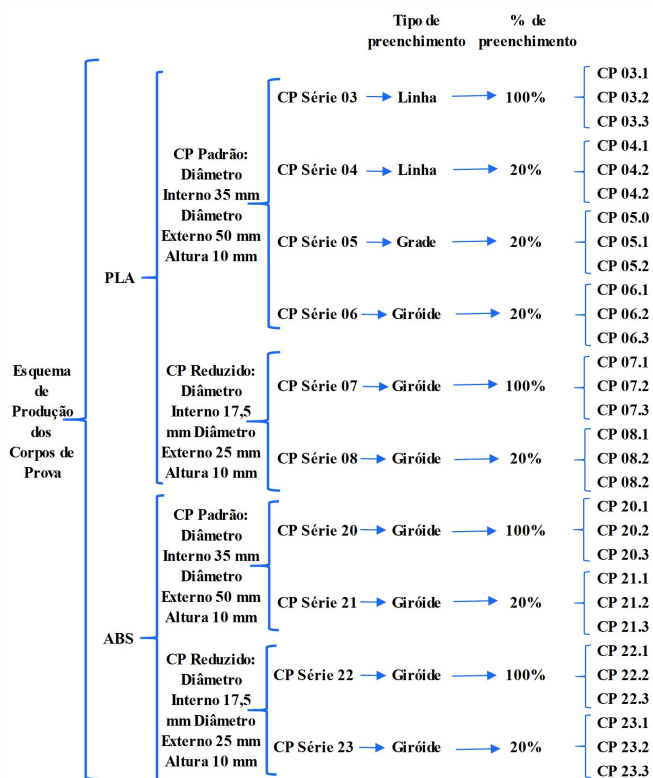 Tipo de
preenchimento
% de
preenchimento
Esquema
de
Produção
dos
Corpos de
Prova
PLA
CP Padrão:
Diâmetro
Interno 35 mm
Diâmetro
Externo 50 mm
Altura 10 mm
CP Série 03
Linha
100%
CP 03.1
CP 03.2
CP 03.3
CP Série 04
Linha
20%
CP 04.1
CP 04.2
CP 04.2
CP Série 05
Grade
20%
CP 05.0
CP 05.1
CP 05.2
CP Série 06
Giróide
20%
CP 06.1
CP 06.2
CP 06.3
CP Reduzido:
Diâmetro
Interno 17,5
mm Diâmetro
Externo 25 mm
Altura 10 mm
CP Série 07
Giróide
100%
CP 07.1
CP 07.2
CP 07.3
CP Série 08
Giróide
20%
CP 08.1
CP 08.2
CP 08.2
ABS
CP Padrão:
Diâmetro
Interno 35 mm
Diâmetro
Externo 50 mm
Altura 10 mm
CP Série 20
Giróide
100%
CP 20.1
CP 20.2
CP 20.3
CP Série 21
Giróide
20%
CP 21.1
CP 21.2
CP 21.3
CP Reduzido:
Diâmetro
Interno 17,5
mm Diâmetro
Externo 25 mm
Altura 10 mm
CP Série 22
Giróide
100%
CP 22.1
CP 22.2
CP 22.3
CP Série 23
Giróide
20%
CP 23.1
CP 23.2
CP 23.3